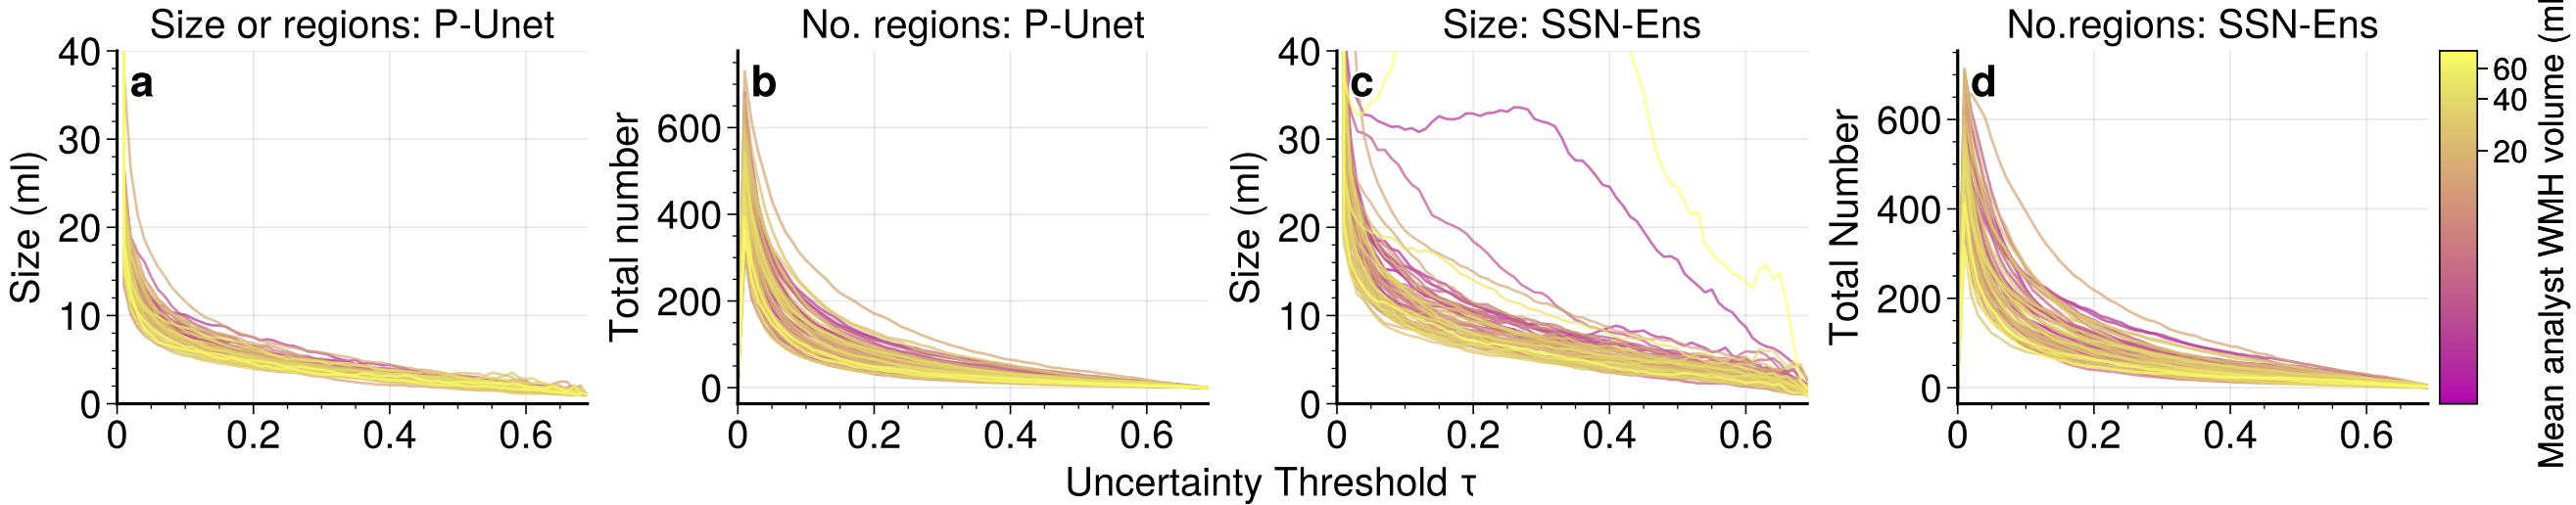 Size or regions: P-Unet
No. regions: P-Unet
Size: SSN-Ens
No.regions: SSN-Ens
a
b
c
d
Size (ml)
40
30
20
10
0
0 0.2 0.4 0.6
Total number
600
400
200
0
0 0.2 0.4 0.6
Size (ml)
40
30
20
10
0
0 0.2 0.4 0.6
Total Number
600
400
200
0
0 0.2 0.4 0.6
60
40
20
Mean analyst WMH volume (ml
Uncertainty Threshold τ